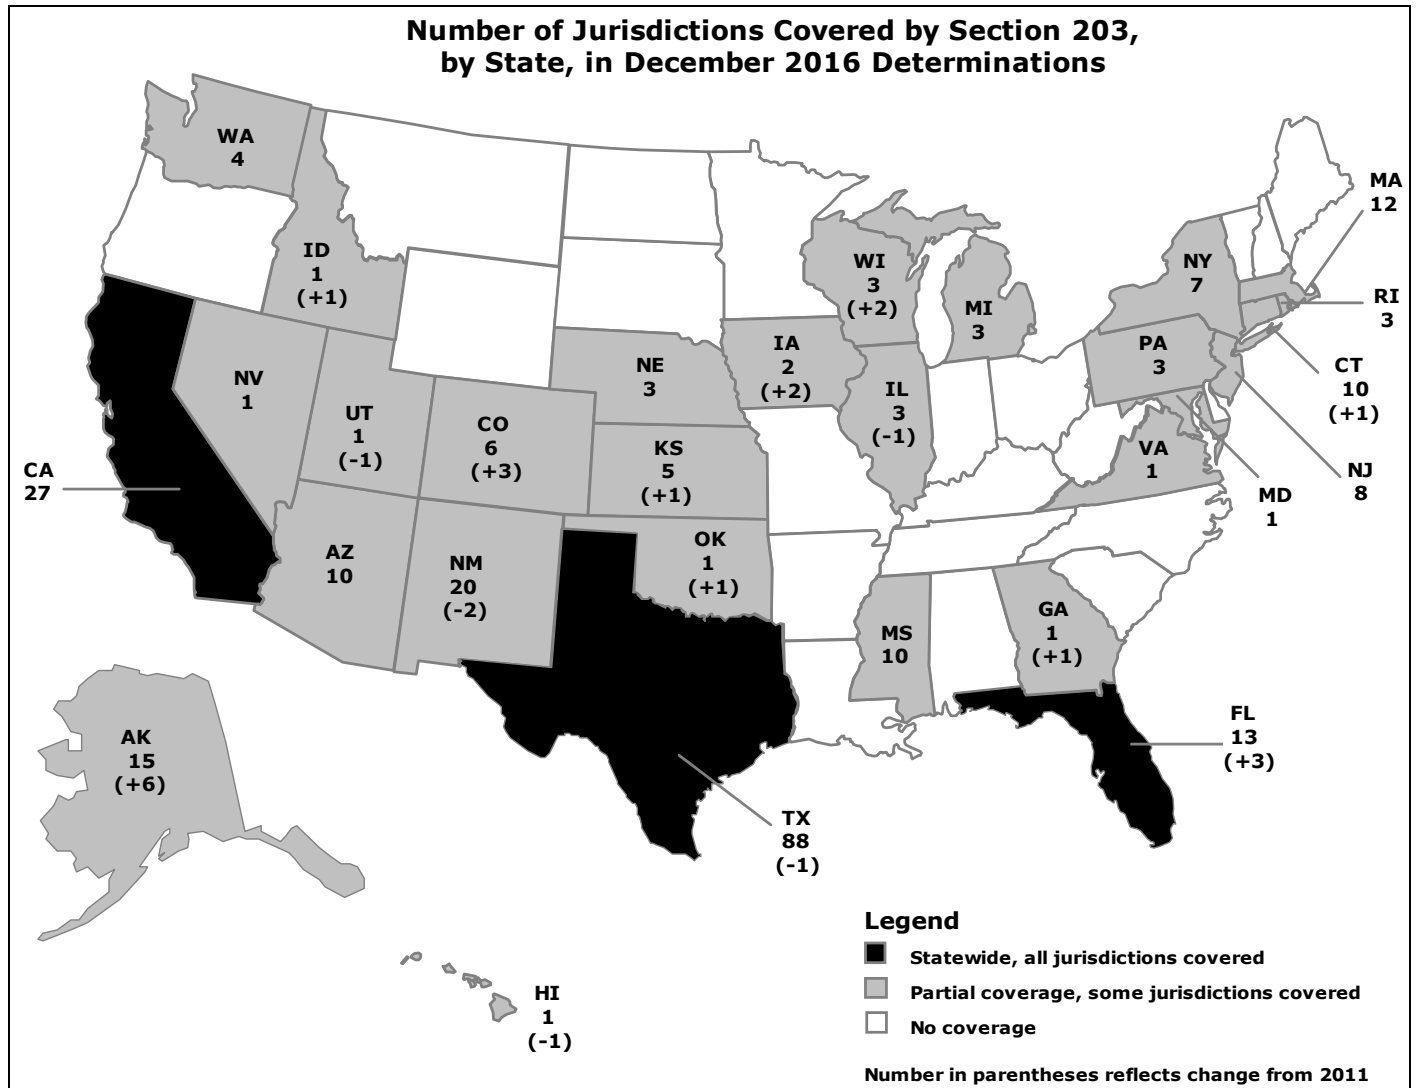 Number of Jurisdictions Covered by Section 203,
by State, in December 2016 Determinations
WA
4
ID
1
(+1)
WI
3
(+2)
MI
3
NY
7
MA
12
RI
3
CT
10
(+1)
NJ
8
MD
1
PA
3
VA
1
IA
2
(+2)
IL
3
(-1)
NE
3
NV
1
UT
1
(-1)
CO
6
(+3)
KS
5
(+1)
CA
27
AZ
10
NM
20
(-2)
OK
1
(+1)
MS
10
GA
1
(+1)
FL
13
(+3)
TX
88
(-1)
AK
15
(+6)
HI
1
(-1)
Legend
Statewide, all jurisdictions covered
Partial coverage, some jurisdictions covered
No coverage
Number in parentheses reflects change from 2011